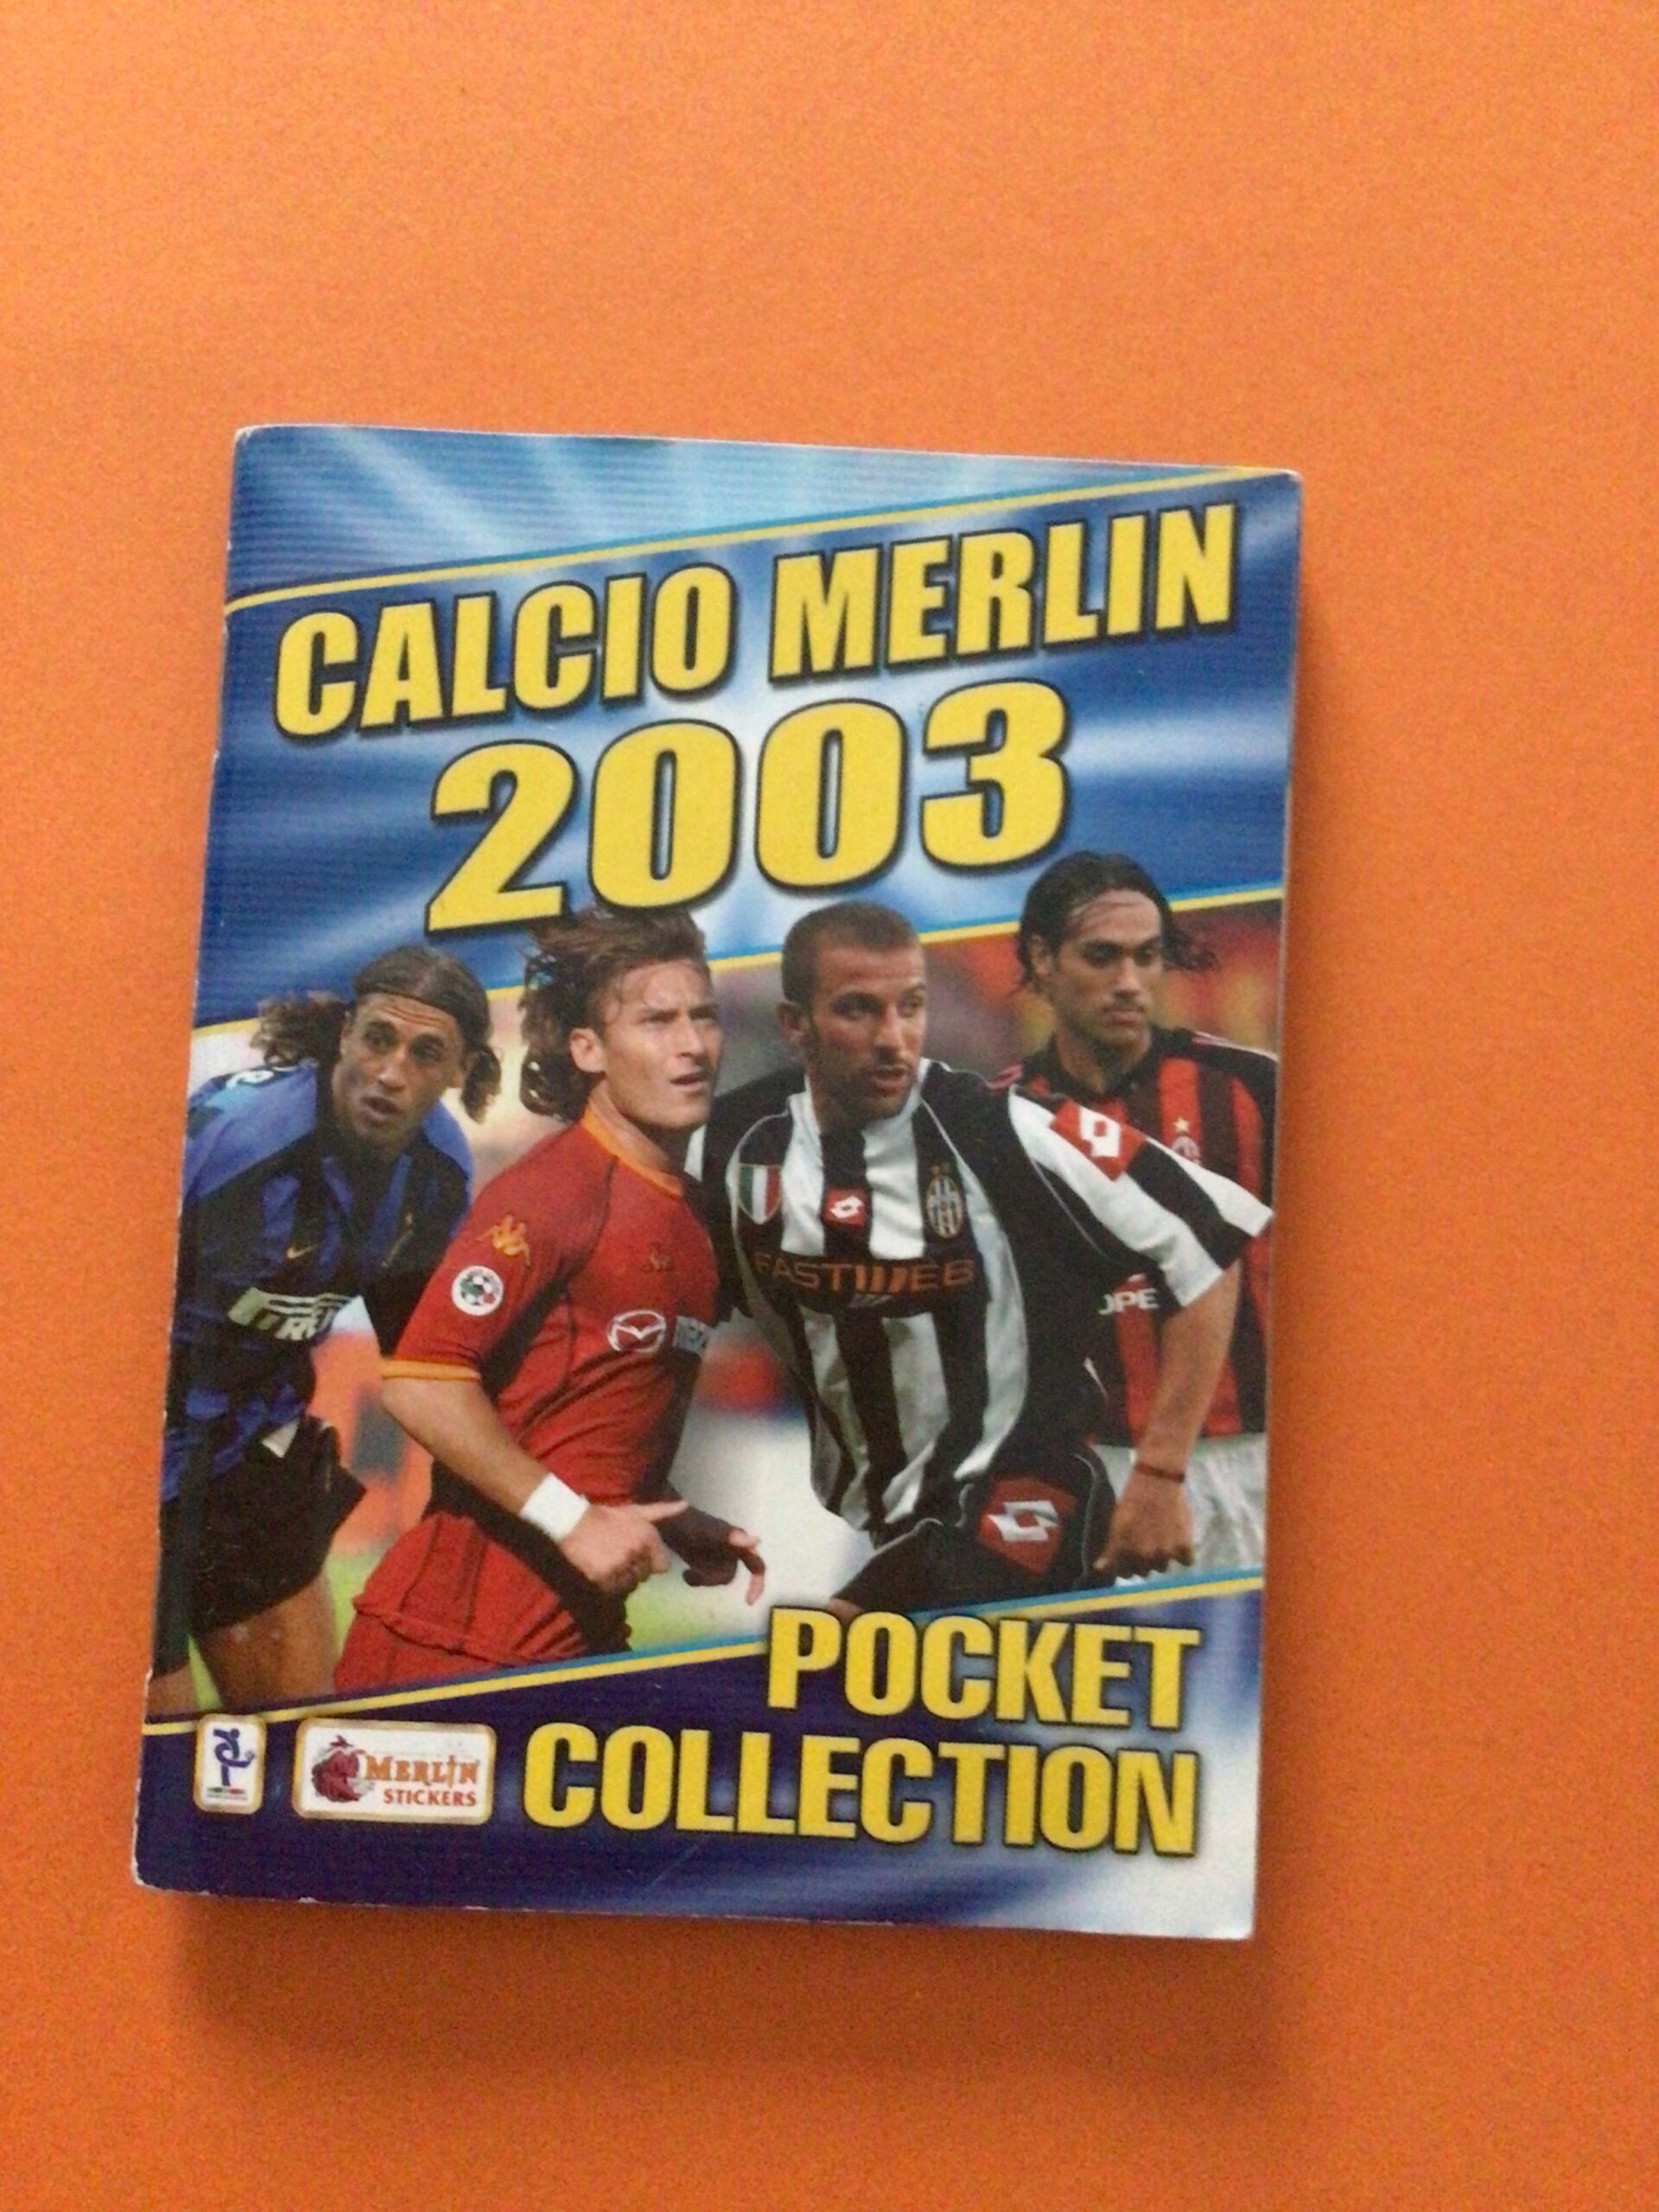 CALCIO MERLIN
2003
FASTWEB
POCKET
COLLECTION
MERLIN
STICKERS